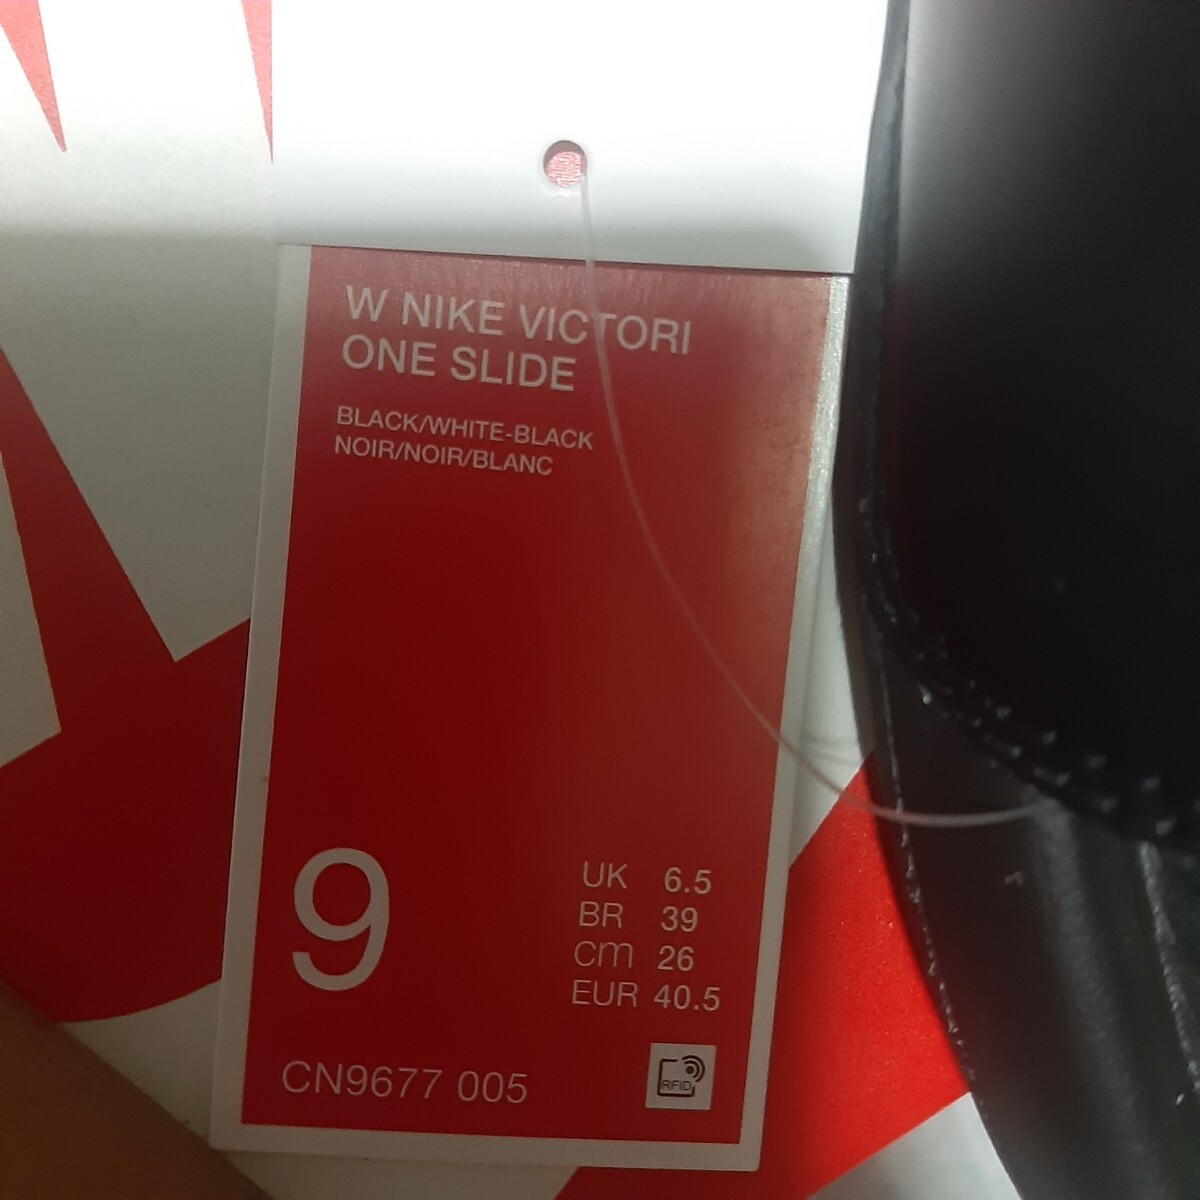 W NIKE VICTORI
ONE SLIDE
BLACK/WHITE-BLACK
NOIR/NOIR/BLANC
9
UK 6.5
BR 39
cm 26
EUR 40.5
CN9677 005
RFID